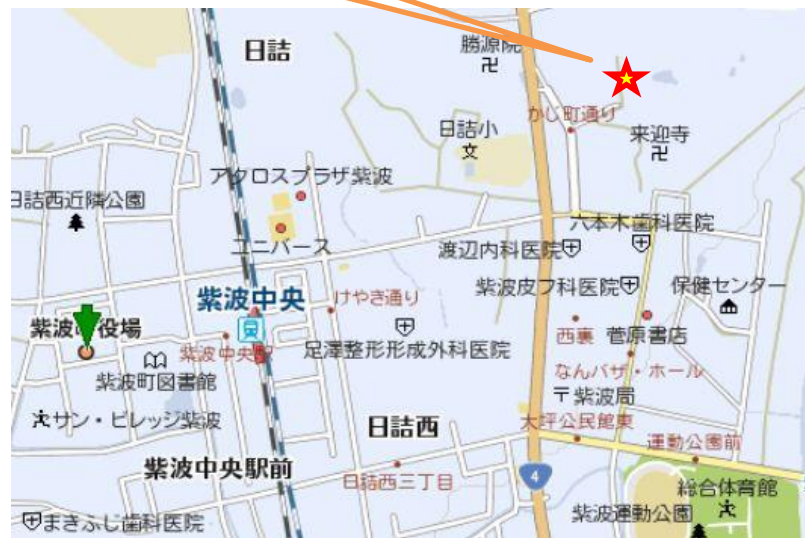 日詰
勝源院
かじ町通り
日詰小
来迎寺
アクロスプラザ紫波
日詰西近隣公園
六本木歯科医院
ユニバース
渡辺内科医院
紫波中央
けやき通り
紫波皮フ科医院
保健センター
役場
紫波中央駅
足澤整形形成外科医院
西裏
菅原書店
紫波町図書館
なんバザ・ホール
〒紫波局
サン・ビレッジ紫波
日詰西
大坪公民館東
運動公園前
紫波中央駅前
日詰西三丁目
4
総合体育館
紫波運動公園
まきふじ歯科医院